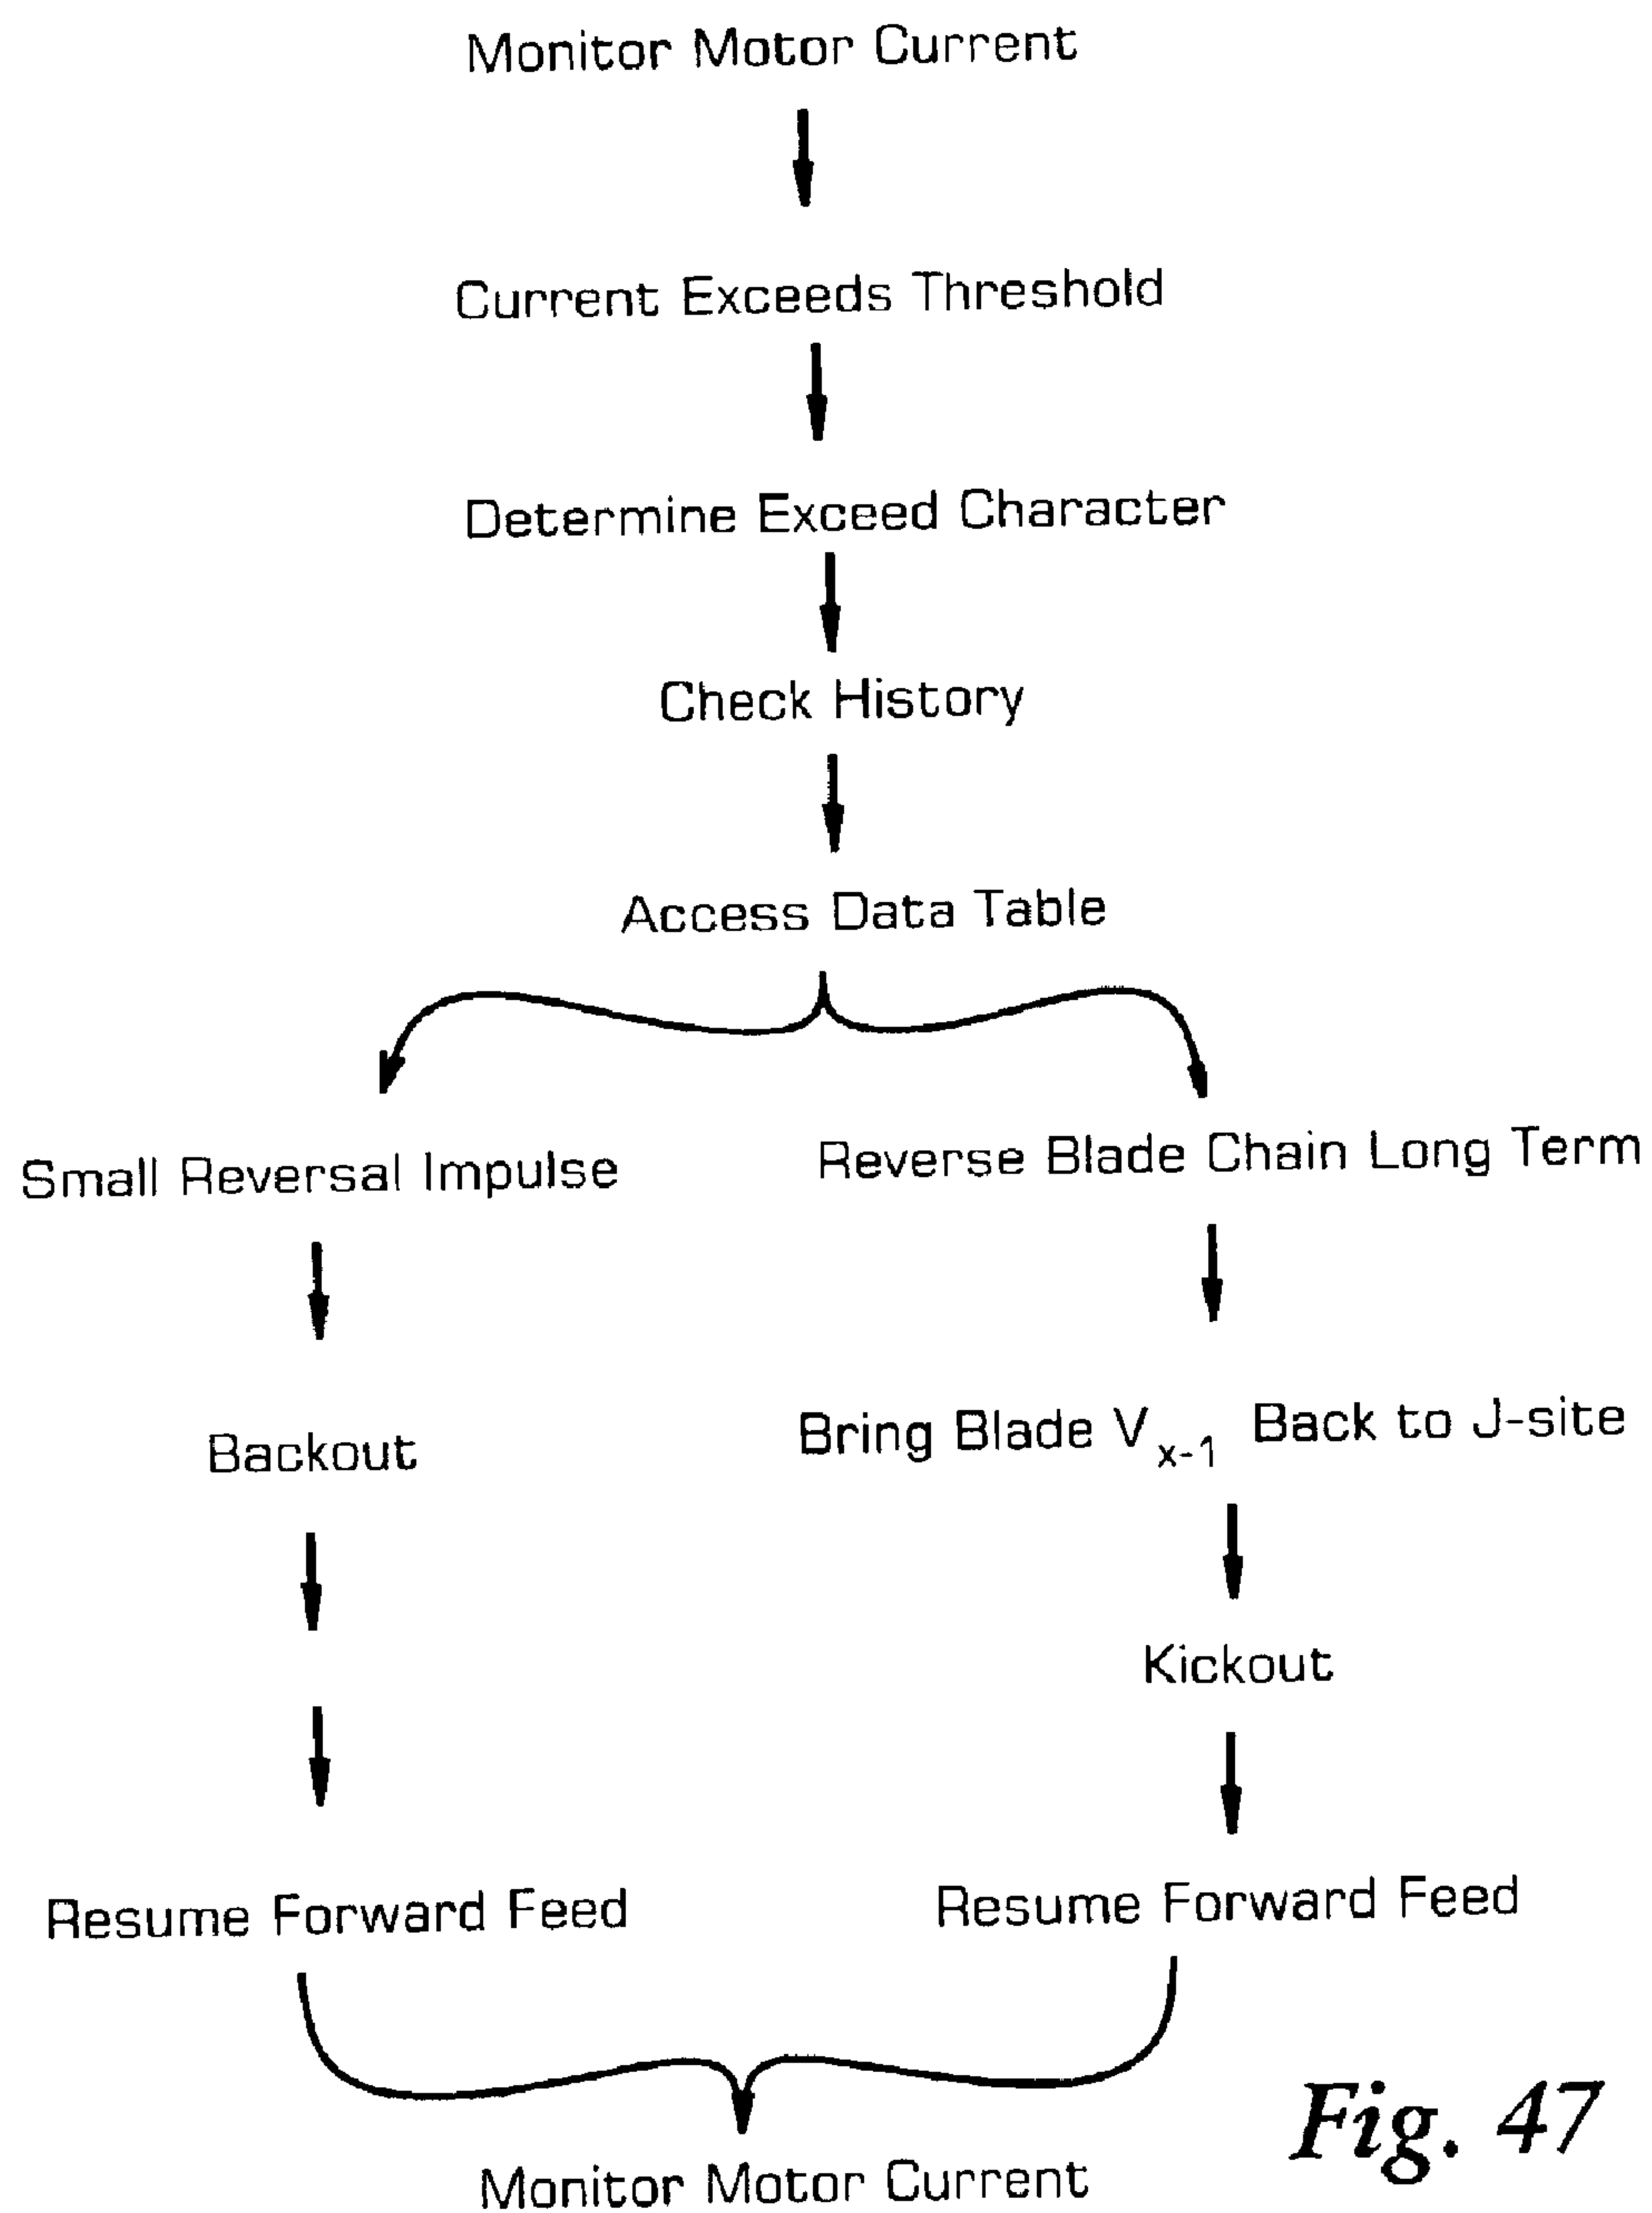 Monitor Motor Current
Current Exceeds Threshold
Determine Exceed Character
Check History
Access Data Table
Small Reversal Impulse
Reverse Blade Chain Long Term
Backout
Bring Blade V x-1 Back to J-site
Kickout
Resume Forward Feed
Resume Forward Feed
Monitor Motor Current
Fig. 47